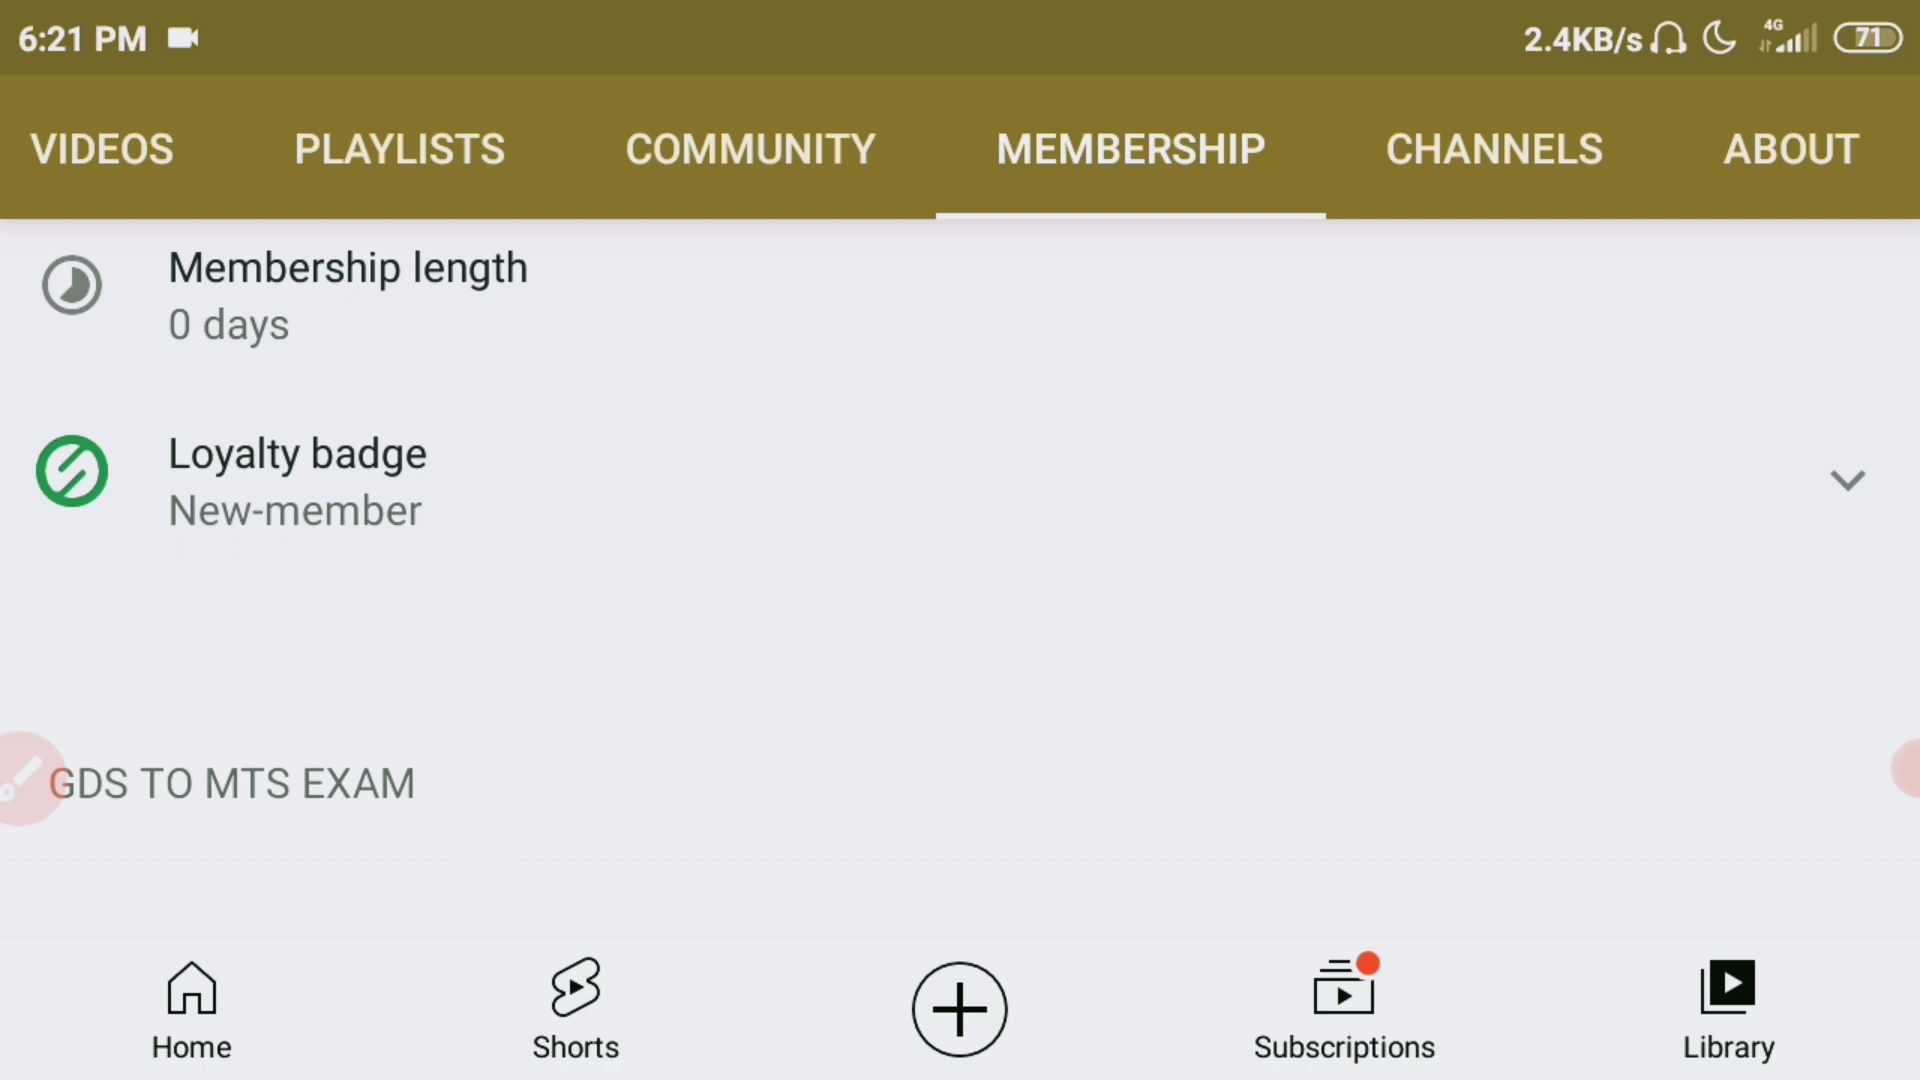 6:21 PM 2.4KB/s 4G 71
VIDEOS PLAYLISTS COMMUNITY MEMBERSHIP CHANNELS ABOUT
Membership length
0 days
Loyalty badge
New-member
GDS TO MTS EXAM
Home Shorts Subscriptions Library